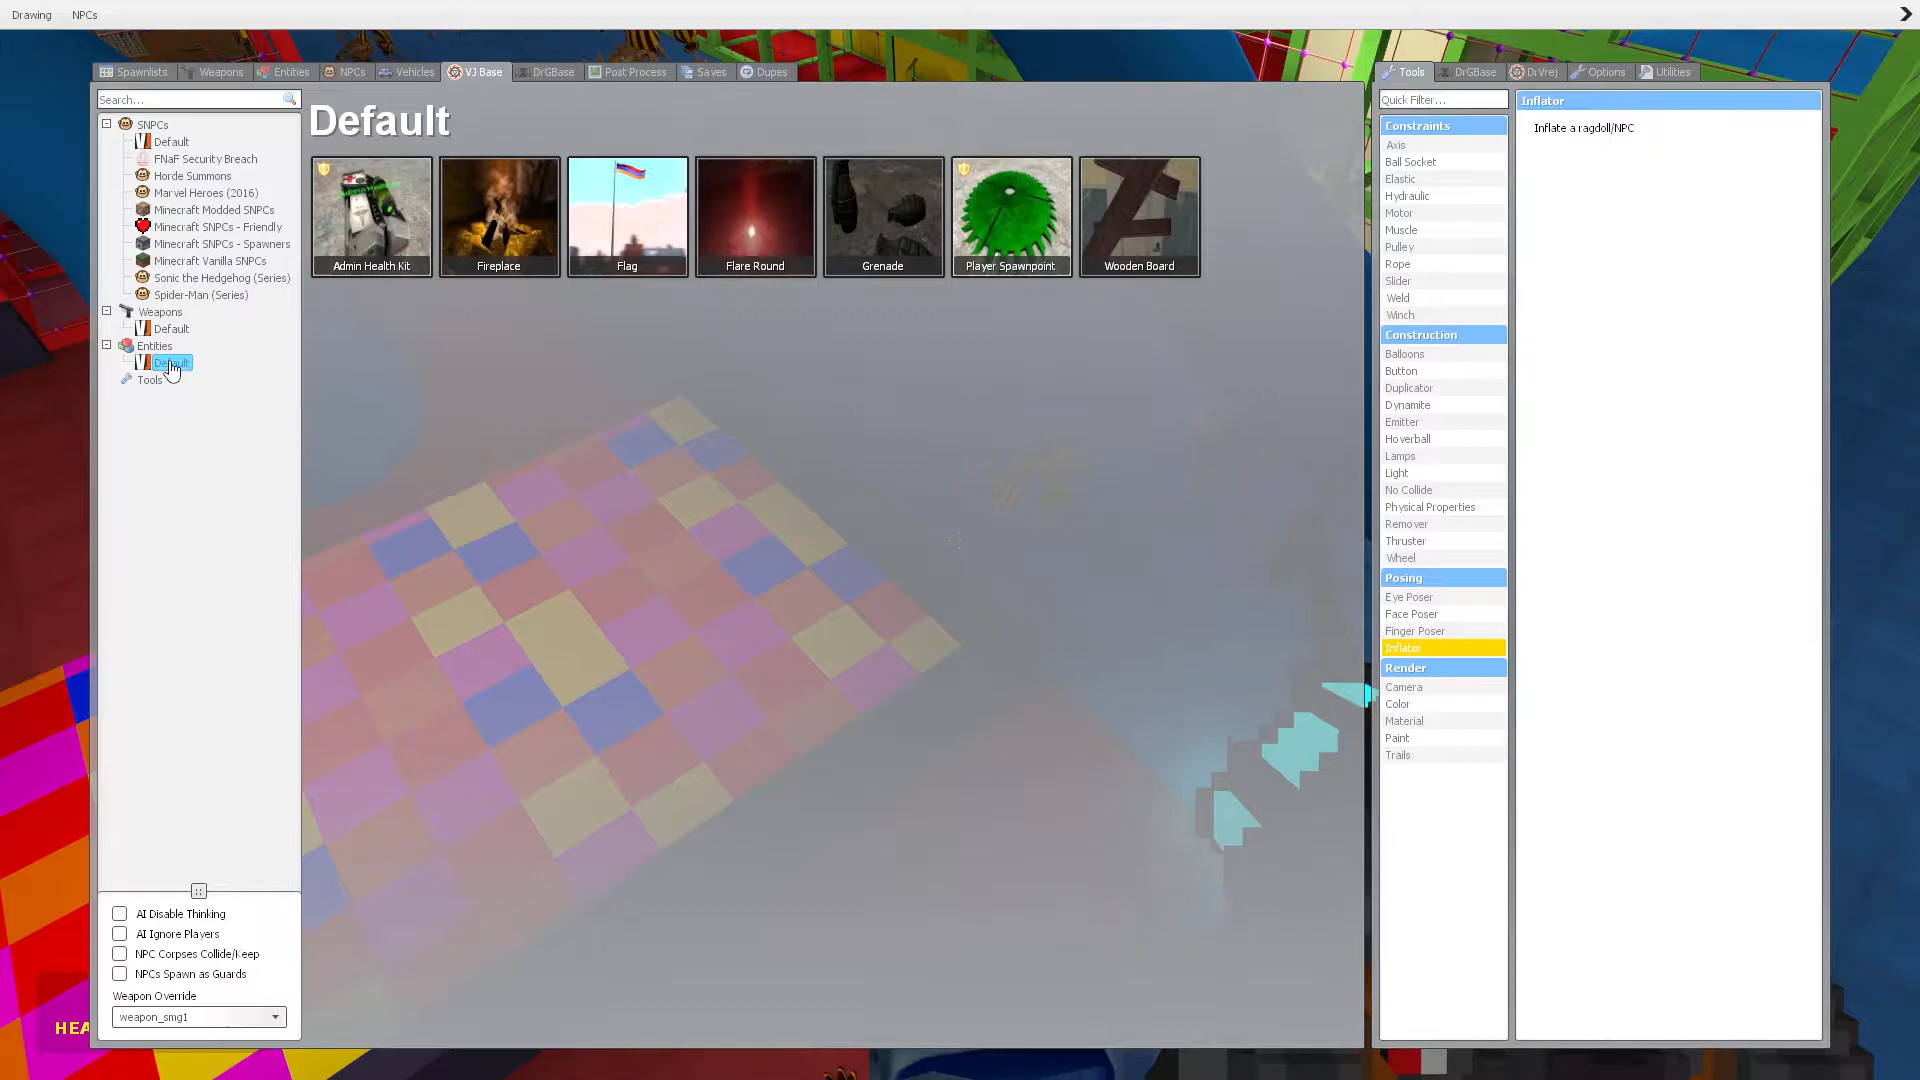 Drawing NPCs
Spawnlists Weapons Entities NPCs Vehicles VJ Base DrGBase Post Process Saves Dupes
Tools DrGBase DrVrej Options Utilities
Search...
SNPCs
Default
FNaF Security Breach
Horde Summons
Marvel Heroes (2016)
Minecraft Modded SNPCs
Minecraft SNPCs - Friendly
Minecraft SNPCs - Spawners
Minecraft Vanilla SNPCs
Sonic the Hedgehog (Series)
Spider-Man (Series)
Weapons
Default
Entities
Default
Tools
AI Disable Thinking
AI Ignore Players
NPC Corpses Collide/Keep
NPCs Spawn as Guards
Weapon Override
weapon_smg1
HEA
Default
Admin Health Kit
Fireplace
Flag
Flare Round
Grenade
Player Spawnpoint
Wooden Board
Quick Filter...
Constraints
Axis
Ball Socket
Elastic
Hydraulic
Motor
Muscle
Pulley
Rope
Slider
Weld
Winch
Construction
Balloons
Button
Duplicator
Dynamite
Emitter
Hoverball
Lamps
Light
No Collide
Physical Properties
Remover
Thruster
Wheel
Posing
Eye Poser
Face Poser
Finger Poser
Inflator
Render
Camera
Color
Material
Paint
Trails
Inflator
Inflate a ragdoll/NPC